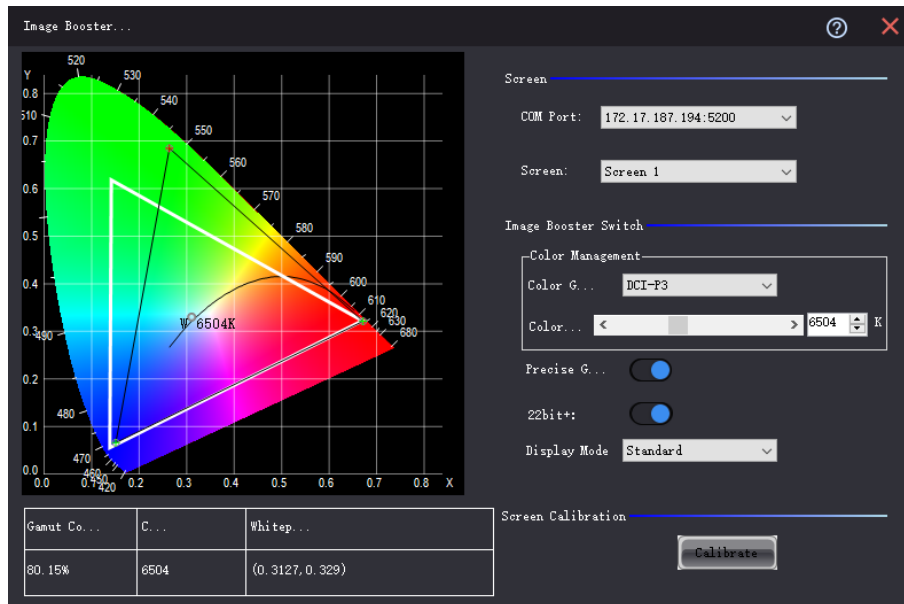 Image Booster...
Y
520
530
540
550
560
570
580
590
600
610
620
630
680
0.8
510
0.7
0.6
0.5
0.4
0.3
490
0.2
480
0.1
470
460
450
420
0.0
0.0
0.1
0.2
0.3
0.4
0.5
0.6
0.7
0.8
X
W 6504K
Gamut Co...
C...
Whitep...
80.15%
6504
(0.3127,0.329)
Screen
COM Port:
172.17.187.194:5200
Screen:
Screen 1
Image Booster Switch
Color Management
Color G...
DCI-P3
Color...
6504
K
Precise G...
22bit+:
Display Mode
Standard
Screen Calibration
Calibrate